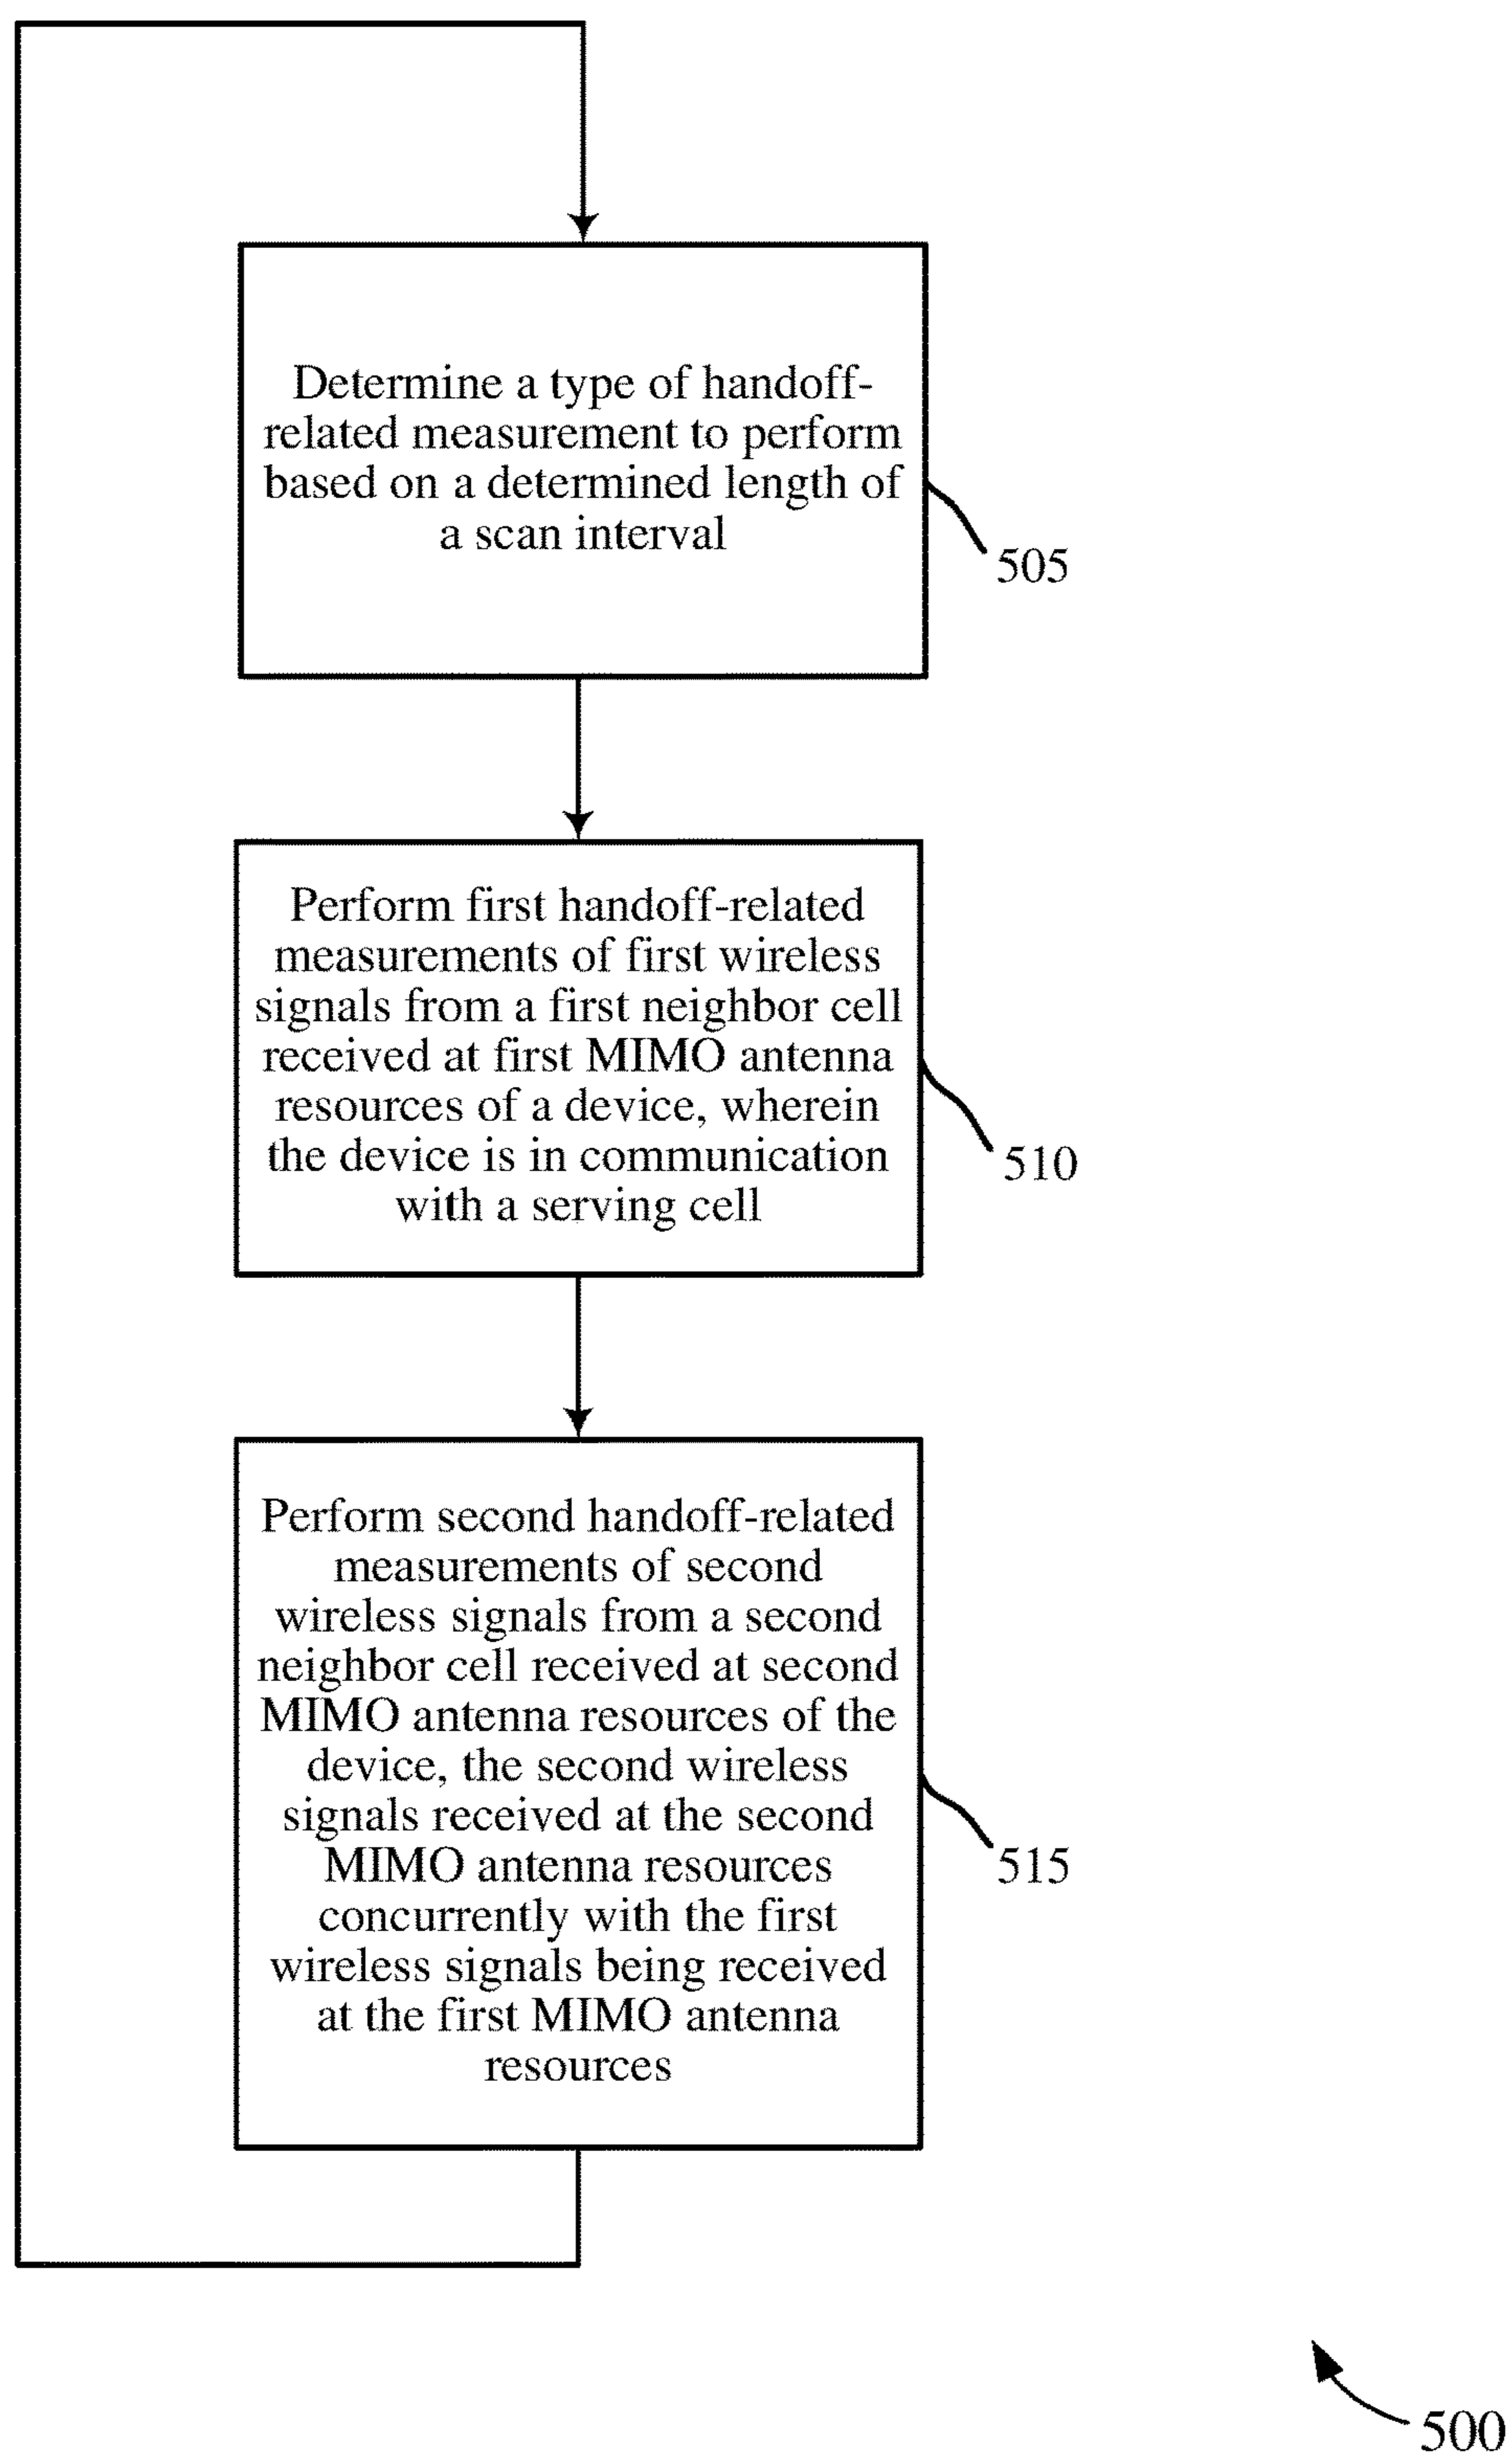 Determine a type of handoff-
related measurement to perform
based on a determined length of
a scan interval
505
Perform first handoff-related
measurements of first wireless
signals from a first neighbor cell
received at first MIMO antenna
resources of a device, wherein
the device is in communication
with a serving cell
510
Perform second handoff-related
measurements of second
wireless signals from a second
neighbor cell received at second
MIMO antenna resources of the
device, the second wireless
signals received at the second
MIMO antenna resources
concurrently with the first
wireless signals being received
at the first MIMO antenna
resources
515
500